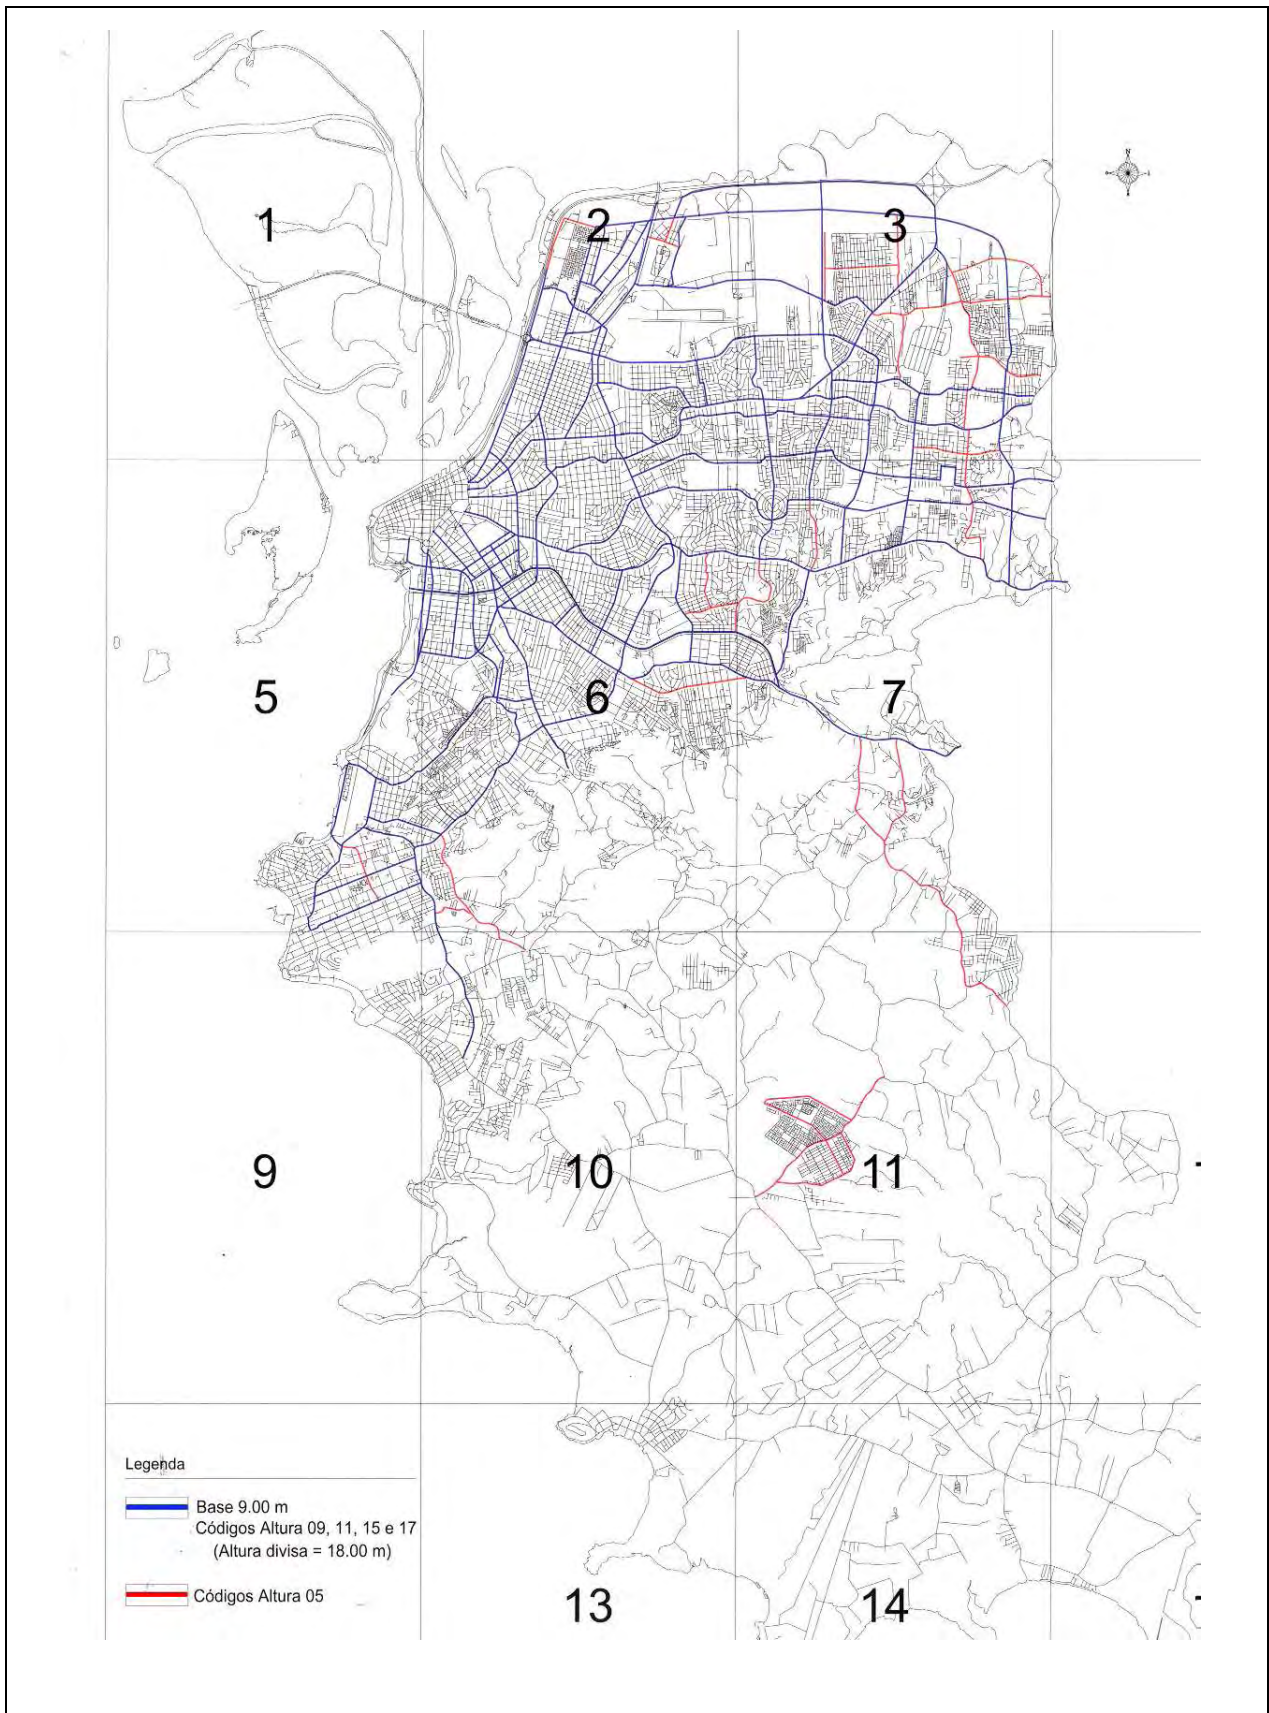 N
1
2
3
5
6
7
9
10
11
13
14
Legenda
Base 9.00 m
Códigos Altura 09, 11, 15 e 17
(Altura divisa = 18.00 m)
Códigos Altura 05